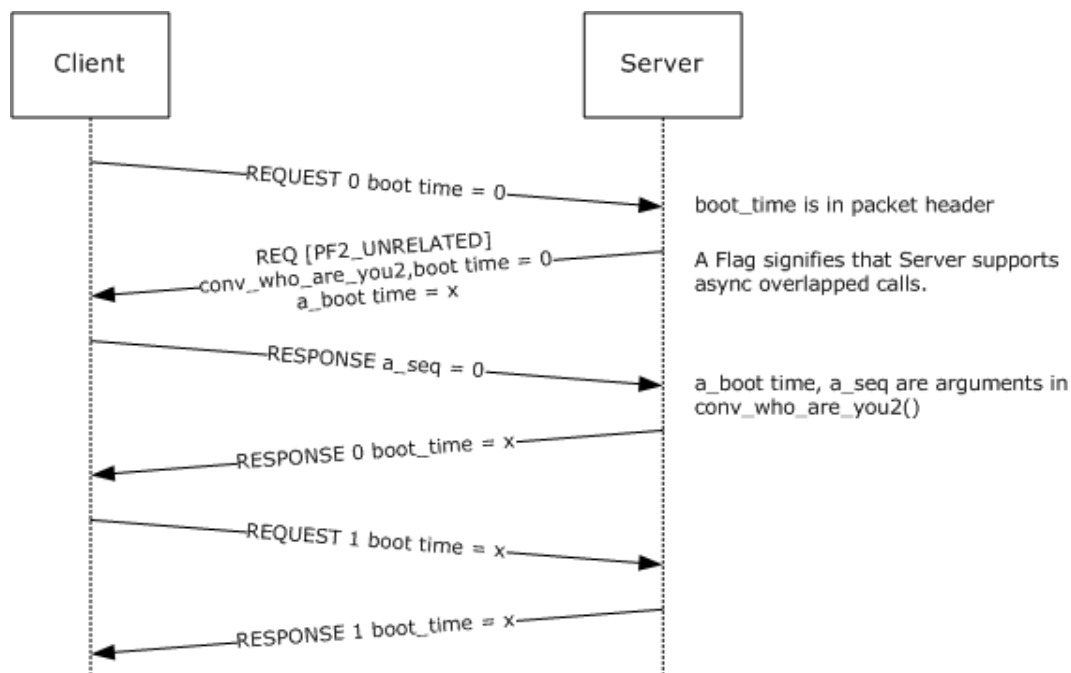 Client
Server
REQUEST 0 boot time = 0
boot_time is in packet header
REQ [PF2_UNRELATED]
conv_who_are_you2,boot time = 0
a_boot time = x
A Flag signifies that Server supports
async overlapped calls.
RESPONSE a_seq = 0
a_boot time, a_seq are arguments in
conv_who_are_you2()
RESPONSE 0 boot_time = x
REQUEST 1 boot time = x
RESPONSE 1 boot_time = x